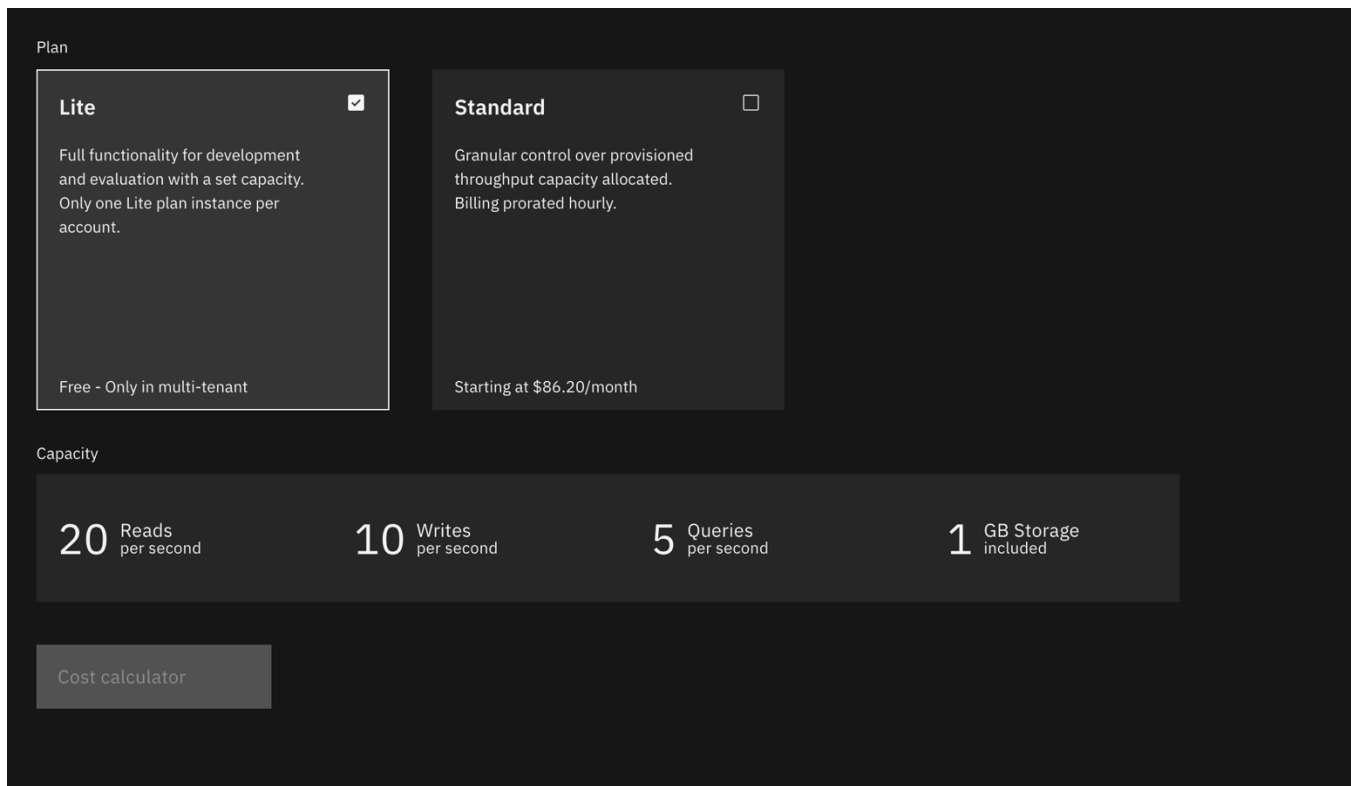 Plan
Lite
Full functionality for development
and evaluation with a set capacity.
Only one Lite plan instance per
account.
Free - Only in multi-tenant
Standard
Granular control over provisioned
throughput capacity allocated.
Billing prorated hourly.
Starting at $86.20/month
Capacity
20 Reads
per second
10 Writes
per second
5 Queries
per second
1 GB Storage
included
Cost calculator